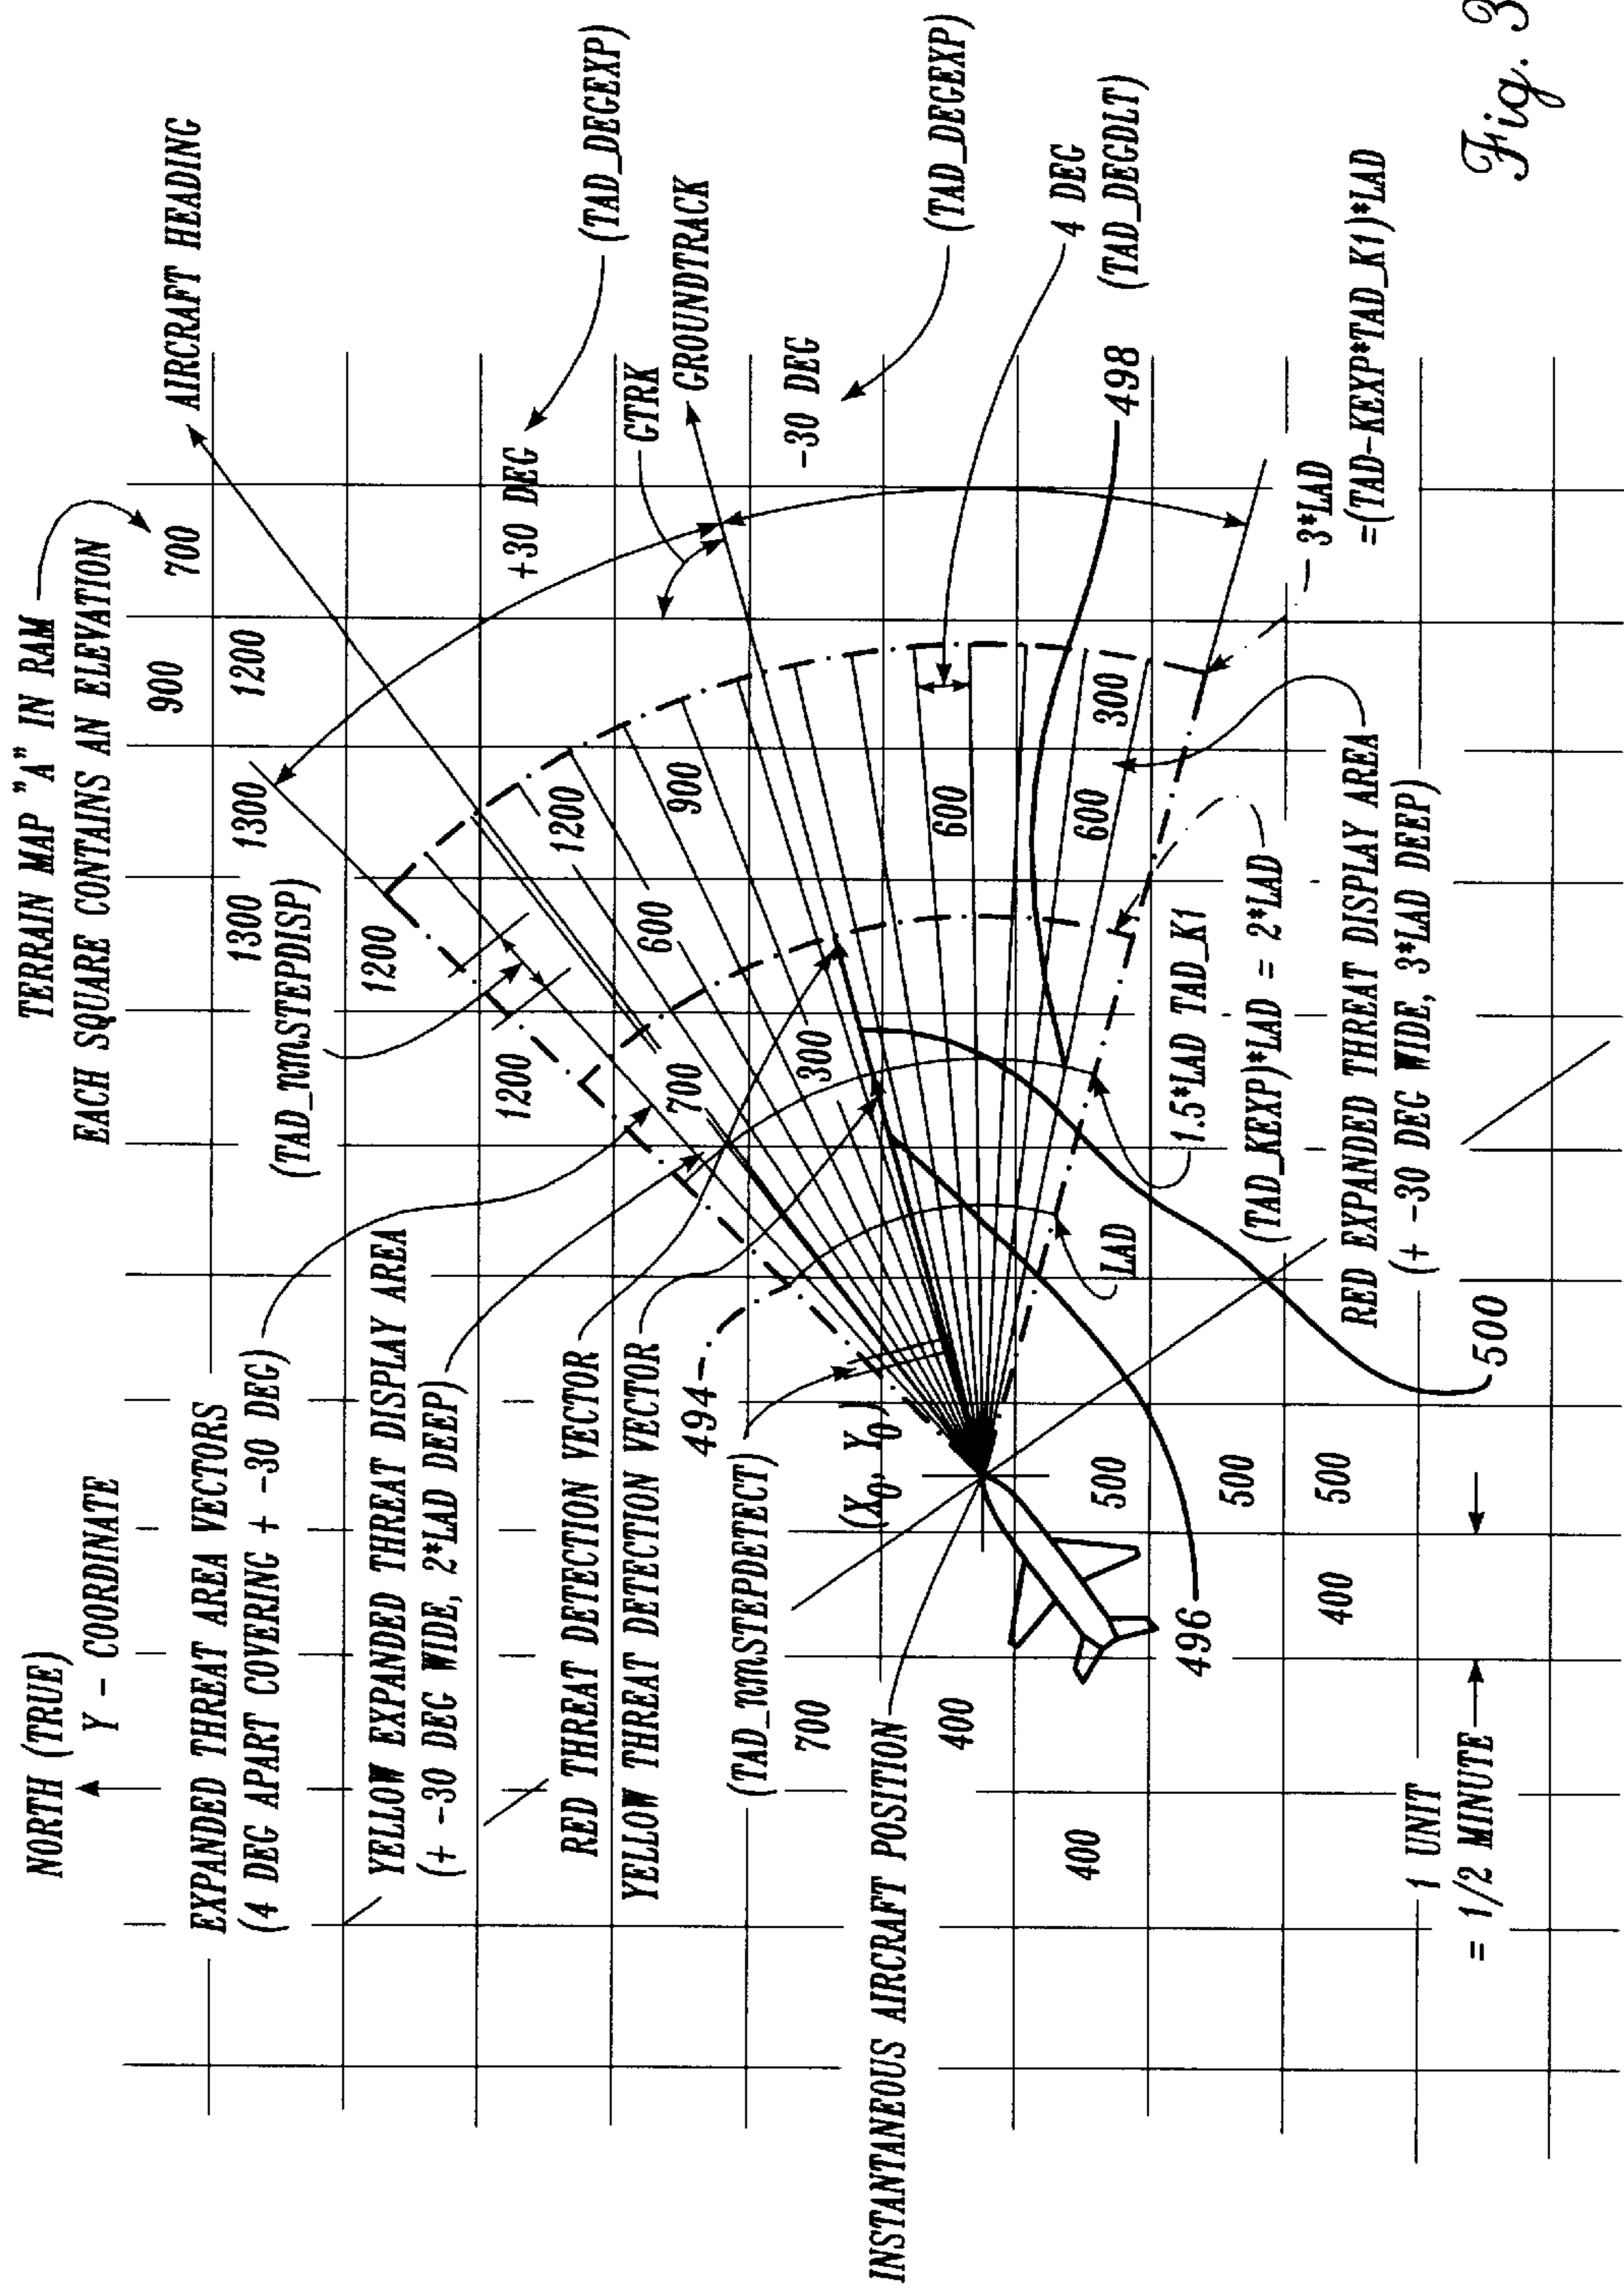 NORTH (TRUE)
Y - COORDINATE
TERRAIN MAP "A" IN RAM
EACH SQUARE CONTAINS AN ELEVATION
700
900
1200
AIRCRAFT HEADING
EXPANDED THREAT AREA VECTORS
(4 DEG APART COVERING + -30 DEG)
1300
1300
(TAD_nmSTEPDISP)
1200
1200
YELLOW EXPANDED THREAT DISPLAY AREA
(+ -30 DEG WIDE, 2*LAD DEEP)
+30 DEG
(TAD_DEGEXP)
GTRK
GROUNDTRACK
RED THREAT DETECTION VECTOR
YELLOW THREAT DETECTION VECTOR
494
1200
900
600
700
300
-30 DEG
(TAD_DEGEXP)
(TAD_nmSTEPDETECT)
700
(X0, Y0)
INSTANTANEOUS AIRCRAFT POSITION
400
600
4 DEG
(TAD_DEGDLT)
400
500
LAD
600
300
498
496
1.5*LAD TAD_K1
500
(TAD_KEXP)*LAD = 2*LAD
3*LAD
=(TAD-KEXP*TAD_K1)*LAD
400
500
RED EXPANDED THREAT DISPLAY AREA
(+ -30 DEG WIDE, 3*LAD DEEP)
1 UNIT
= 1/2 MINUTE
500
Fig. 3